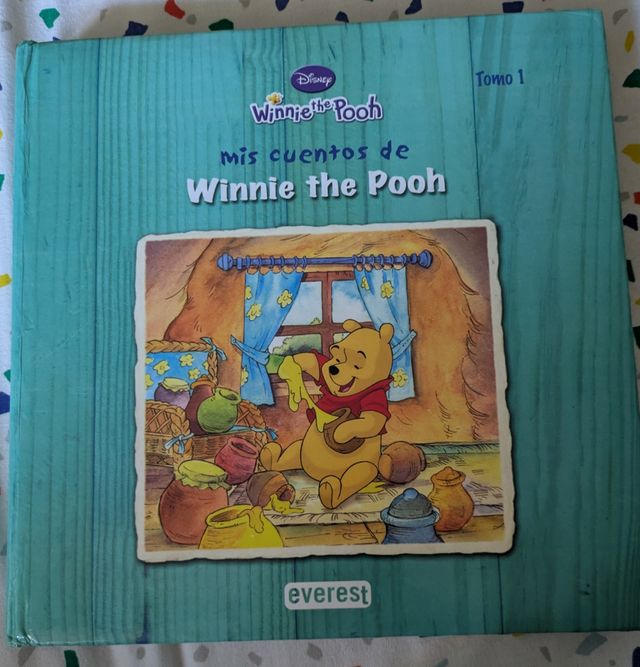 Disney
Winnie the Pooh
Tomo 1
mis cuentos de
Winnie the Pooh
everest